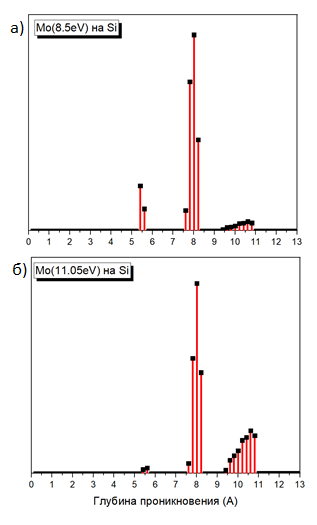 а)
Mo(8.5eV) на Si
0 1 2 3 4 5 6 7 8 9 10 11 12 13
б)
Mo(11.05eV) на Si
0 1 2 3 4 5 6 7 8 9 10 11 12 13
Глубина проникновения (А)